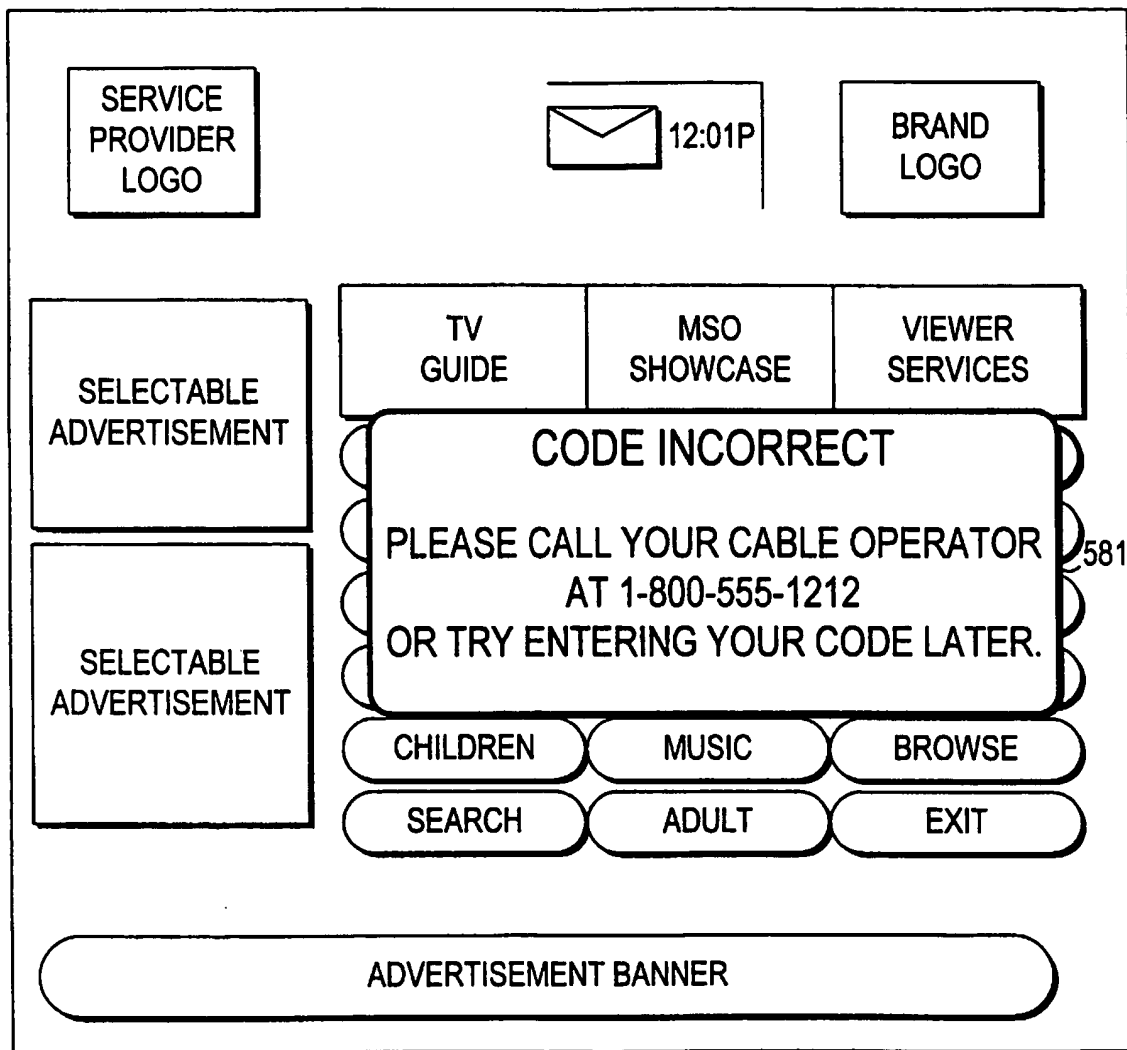 SERVICE
PROVIDER
LOGO
12:01P
BRAND
LOGO
SELECTABLE
ADVERTISEMENT
SELECTABLE
ADVERTISEMENT
TV
GUIDE
MSO
SHOWCASE
VIEWER
SERVICES
CODE INCORRECT
PLEASE CALL YOUR CABLE OPERATOR
AT 1-800-555-1212
OR TRY ENTERING YOUR CODE LATER.
581
CHILDREN
MUSIC
BROWSE
SEARCH
ADULT
EXIT
ADVERTISEMENT BANNER